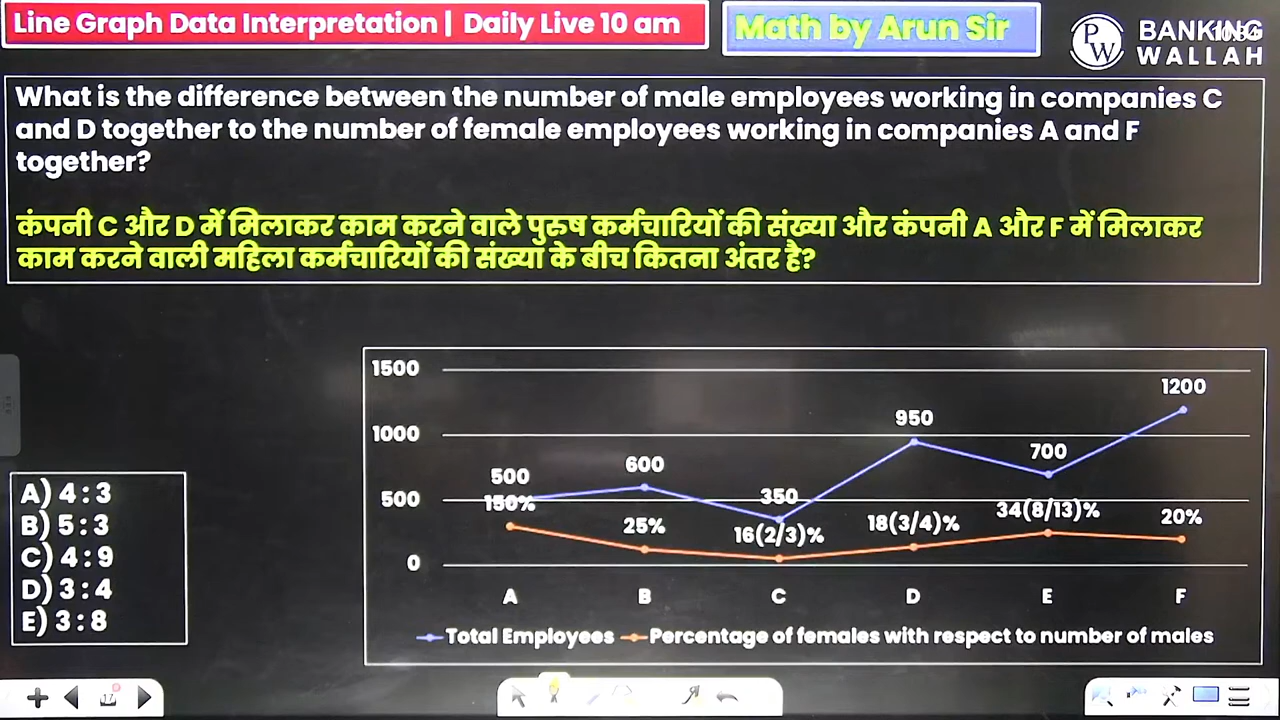 Line Graph Data Interpretation | Daily Live 10 am
Math by Arun Sir
PW
BANKING
WALLAH
What is the difference between the number of male employees working in companies C
and D together to the number of female employees working in companies A and F
together?
कंपनी C और D में मिलाकर काम करने वाले पुरुष कर्मचारियों की संख्या और कंपनी A और F में मिलाकर
काम करने वाली महिला कर्मचारियों की संख्या के बीच कितना अंतर है?
A) 4 : 3
B) 5 : 3
C) 4 : 9
D) 3 : 4
E) 3 : 8
1500
1000
500
0
500
600
350
950
700
1200
150%
25%
16(2/3)%
18(3/4)%
34(8/13)%
20%
A B C D E F
Total Employees Percentage of females with respect to number of males
17